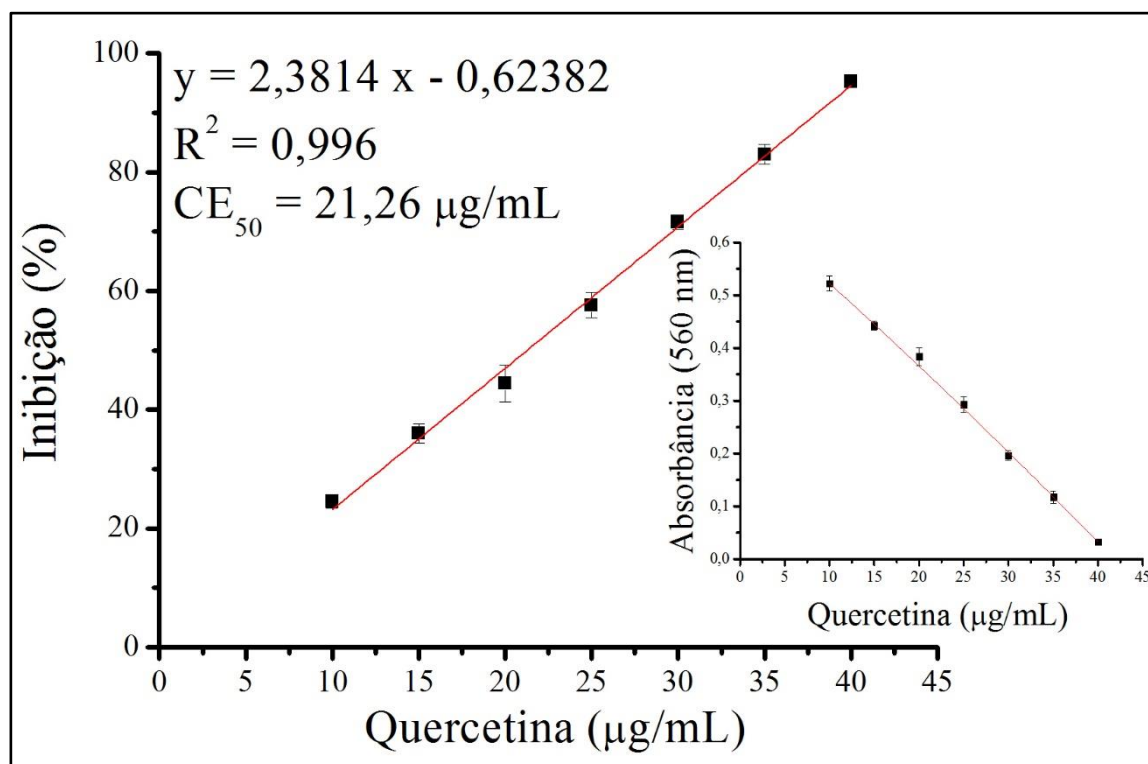 y = 2,3814 x - 0,62382
R² = 0,996
CE₅₀ = 21,26 μg/mL
Inibição (%)
100
80
60
40
20
0
0 5 10 15 20 25 30 35 40 45
Quercetina (μg/mL)
Absorbância (560 nm)
0,6
0,5
0,4
0,3
0,2
0,1
0,0
0 5 10 15 20 25 30 35 40 45
Quercetina (μg/mL)